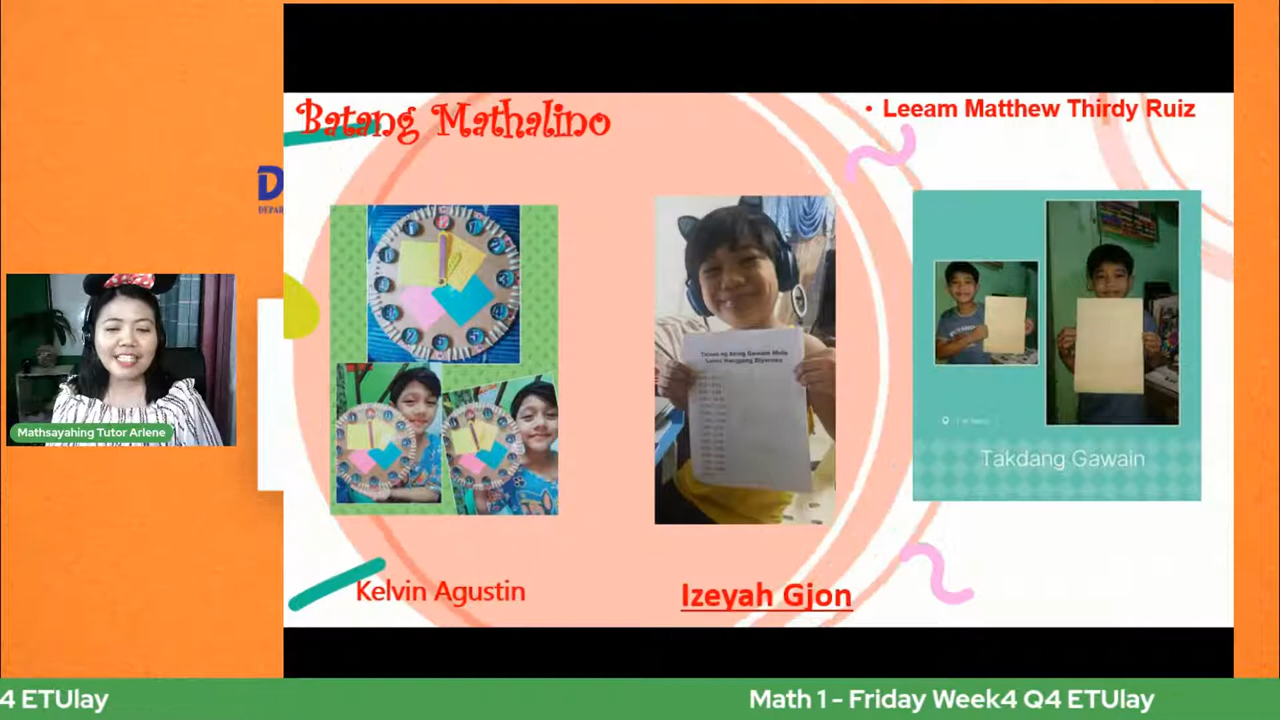 Batang Mathalino
• Leeam Matthew Thirdy Ruiz
D
DEPAR
Mathsayahing Tutor Arlene
Takdang Gawain
Kelvin Agustin
Izeyah Gjon
4 ETUlay
Math 1 - Friday Week4 Q4 ETUlay